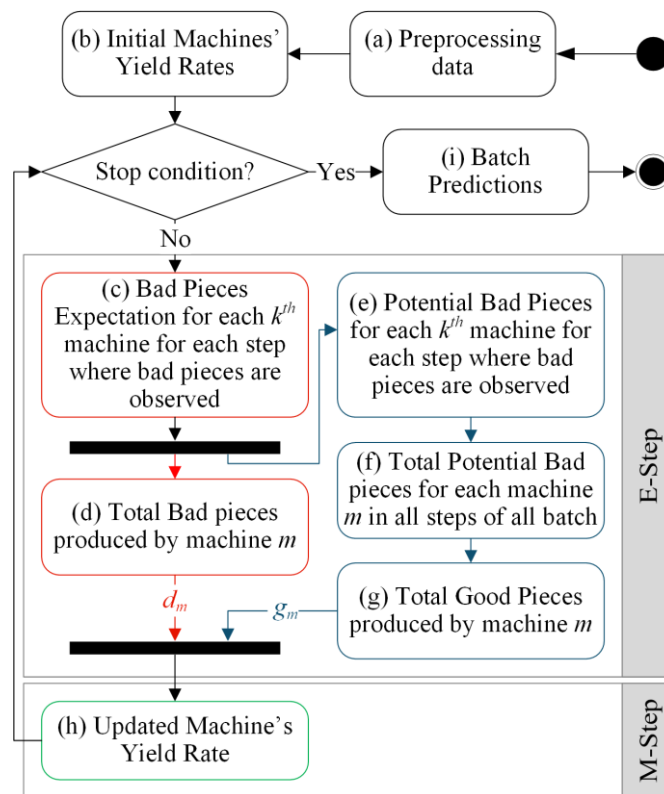 (b) Initial Machines’
Yield Rates
(a) Preprocessing
data
Stop condition?
Yes
(i) Batch
Predictions
No
(c) Bad Pieces
Expectation for each kth
machine for each step
where bad pieces are
observed
(e) Potential Bad Pieces
for each kth machine for
each step where bad
pieces are observed
(d) Total Bad pieces
produced by machine m
(f) Total Potential Bad
pieces for each machine
m in all steps of all batch
dm
gm
(g) Total Good Pieces
produced by machine m
E-Step
(h) Updated Machine’s
Yield Rate
M-Step